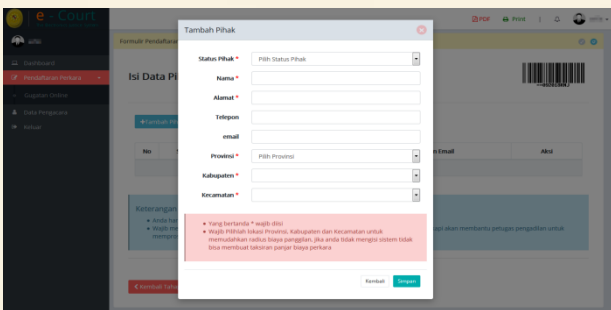 e - Court
PDF Print
Formulir Pendaftaran
Dashboard
Pendaftaran Perkara
Gugatan Online
Data Pengacara
Keluar
Isi Data Pi
No
Email
Aksi
Keterangan
Kembali
Tambah Pihak
Status Pihak * Pilih Status Pihak
Nama *
Alamat *
Telepon
email
Provinsi * Pilih Provinsi
Kabupaten *
Kecamatan *
Yang bertanda * wajib diisi
Wajib Pilihlah lokasi Provinsi, Kabupaten dan Kecamatan untuk
memudahkan radius biaya panggilan, jika anda tidak mengisi sistem tidak
bisa membuat taksiran panjar biaya perkara
Kembali Simpan